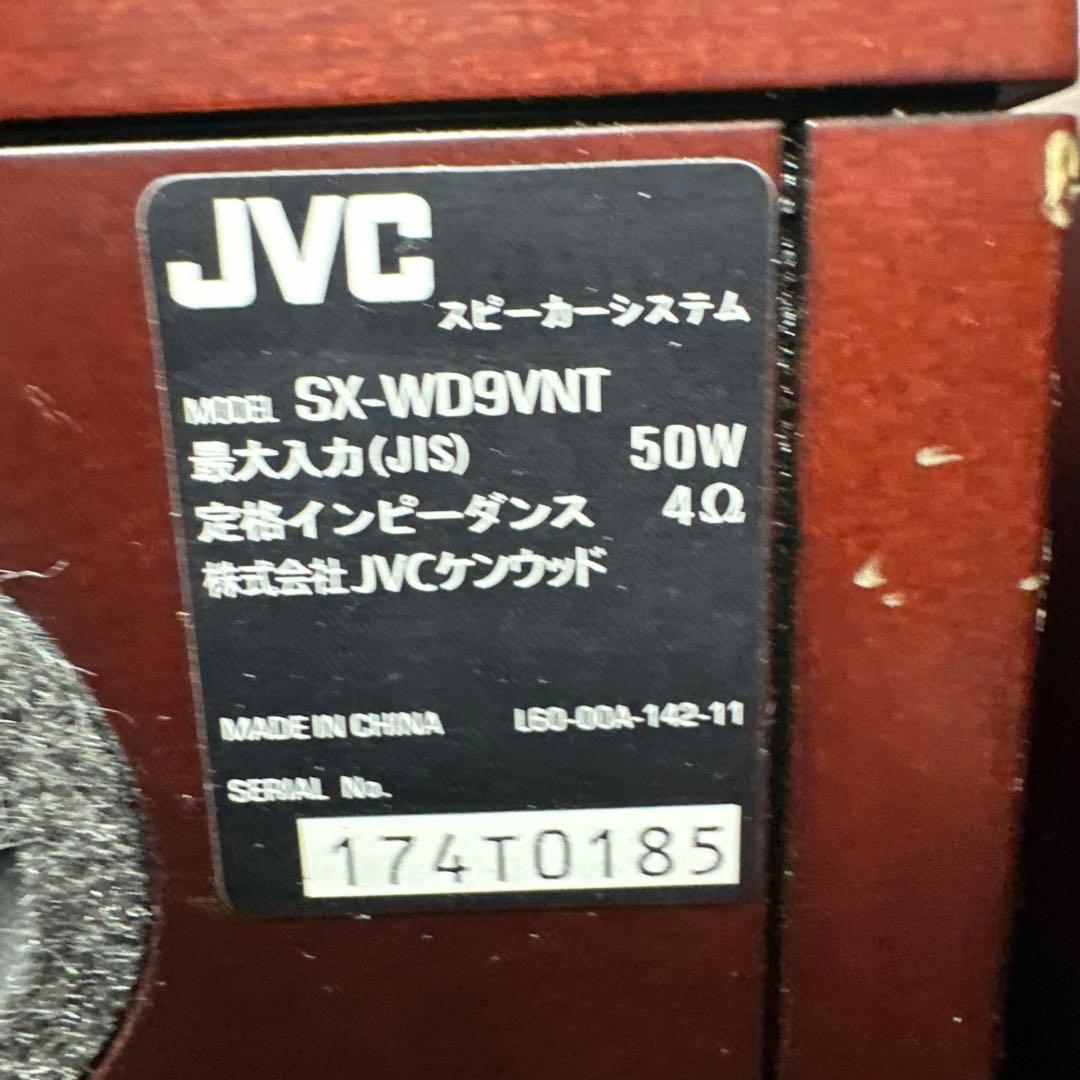 JVC
スピーカーシステム
MODEL SX-WD9VNT
最大入力(JIS) 50W
定格インピーダンス 4Ω
株式会社JVCケンウッド
MADE IN CHINA L60-00A-142-11
SERIAL No.
174T0185